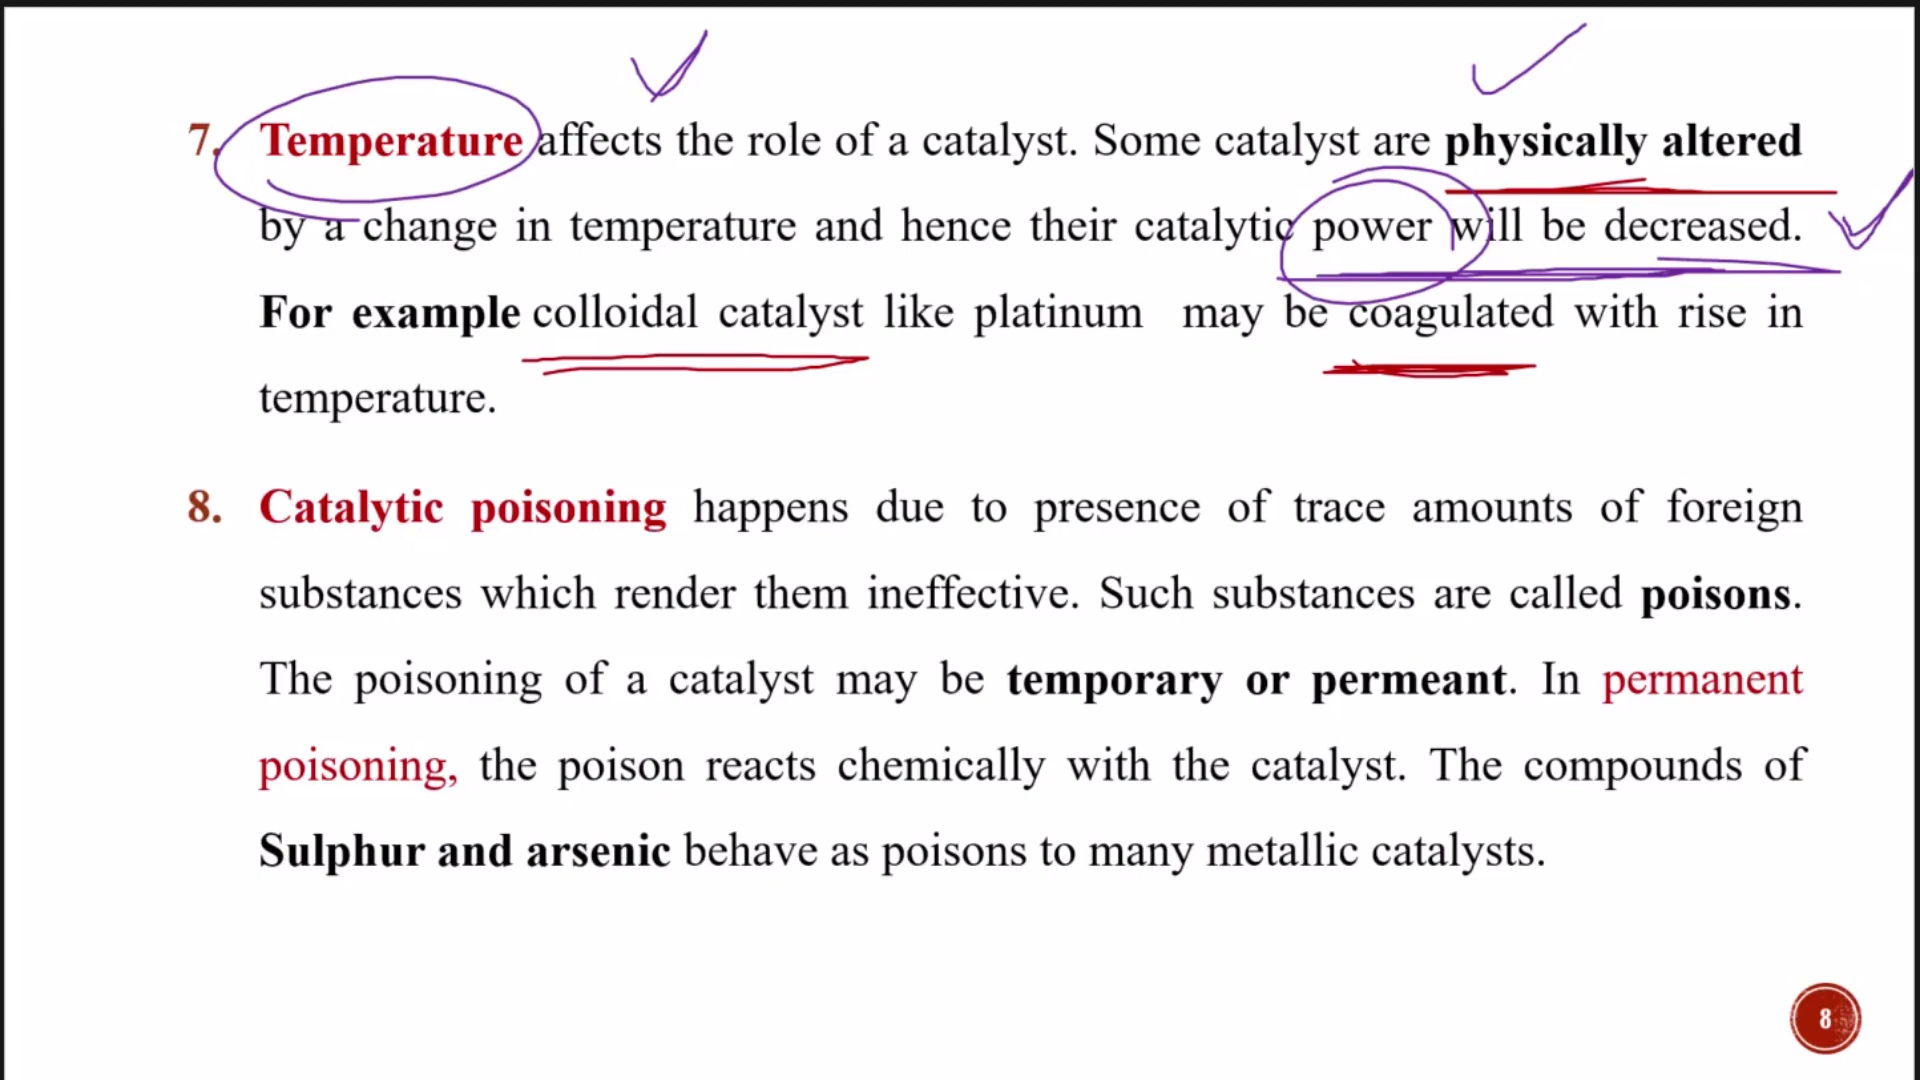 7. Temperature affects the role of a catalyst. Some catalyst are physically altered
by a change in temperature and hence their catalytic power will be decreased.
For example colloidal catalyst like platinum may be coagulated with rise in
temperature.
8. Catalytic poisoning happens due to presence of trace amounts of foreign
substances which render them ineffective. Such substances are called poisons.
The poisoning of a catalyst may be temporary or permeant. In permanent
poisoning, the poison reacts chemically with the catalyst. The compounds of
Sulphur and arsenic behave as poisons to many metallic catalysts.
8